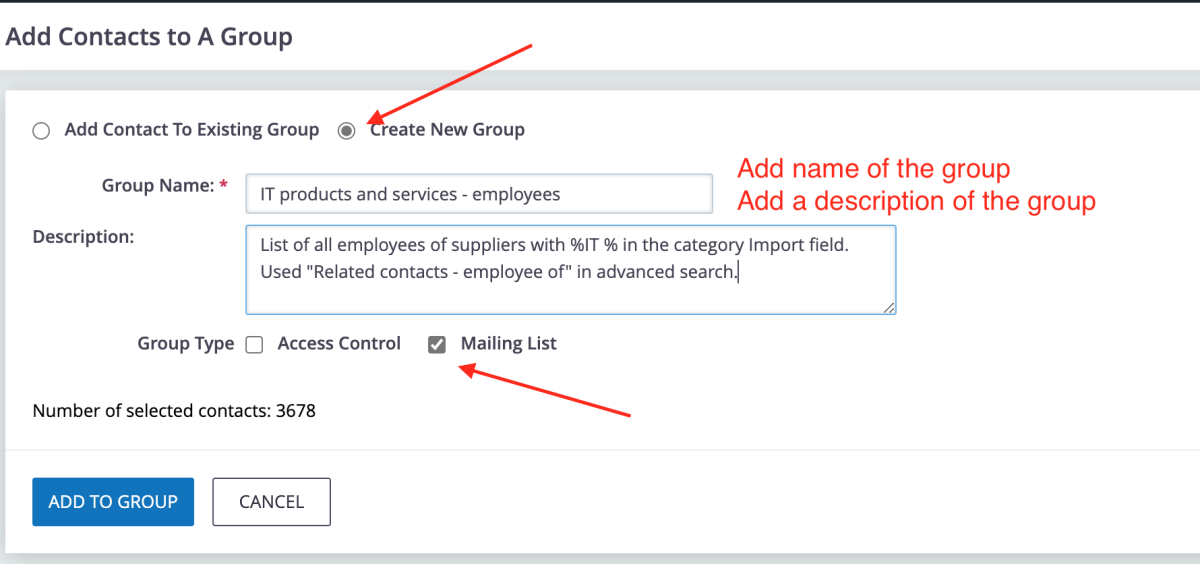 Add Contacts to A Group
Add Contact To Existing Group Create New Group
Group Name: * IT products and services - employees
Add name of the group
Add a description of the group
Description: List of all employees of suppliers with %IT % in the category Import field.
Used "Related contacts - employee of" in advanced search.
Group Type Access Control Mailing List
Number of selected contacts: 3678
ADD TO GROUP CANCEL